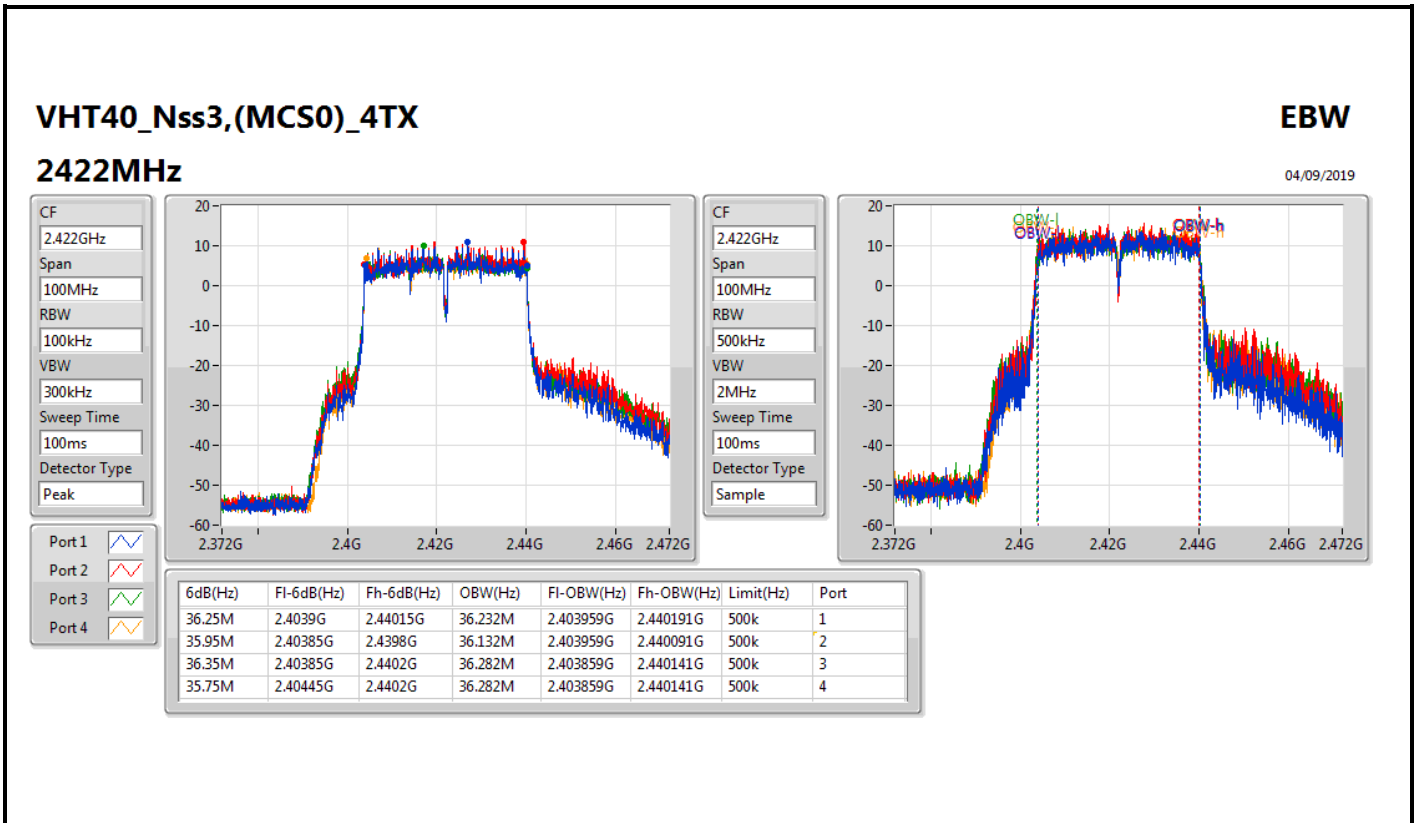 VHT40_Nss3,(MCS0)_4TX
EBW
2422MHz
04/09/2019
CF
2.422GHz
Span
100MHz
RBW
100kHz
VBW
300kHz
Sweep Time
100ms
Detector Type
Peak
20
10
0
-10
-20
-30
-40
-50
-60
2.372G 2.4G 2.42G 2.44G 2.46G 2.472G
CF
2.422GHz
Span
100MHz
RBW
500kHz
VBW
2MHz
Sweep Time
100ms
Detector Type
Sample
20
10
0
-10
-20
-30
-40
-50
-60
OBW-l
OBW-h
2.372G 2.4G 2.42G 2.44G 2.46G 2.472G
Port 1
Port 2
Port 3
Port 4
6dB(Hz) Fl-6dB(Hz) Fh-6dB(Hz) OBW(Hz) Fl-OBW(Hz) Fh-OBW(Hz) Limit(Hz) Port
36.25M 2.4039G 2.44015G 36.232M 2.403959G 2.440191G 500k 1
35.95M 2.40385G 2.4398G 36.132M 2.403959G 2.440091G 500k 2
36.35M 2.40385G 2.4402G 36.282M 2.403859G 2.440141G 500k 3
35.75M 2.40445G 2.4402G 36.282M 2.403859G 2.440141G 500k 4